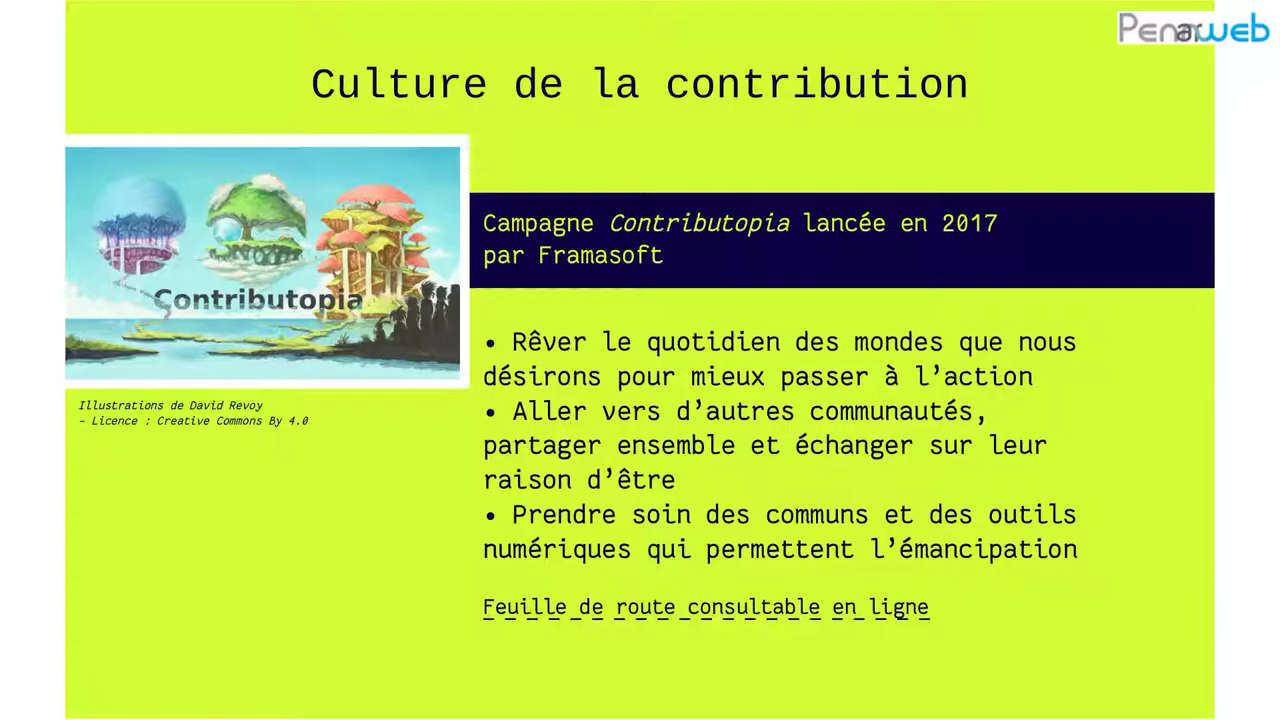 Pennarweb
Culture de la contribution
Contributopia
Illustrations de David Revoy
– Licence : Creative Commons By 4.0
Campagne Contributopia lancée en 2017
par Framasoft
• Rêver le quotidien des mondes que nous
désirons pour mieux passer à l’action
• Aller vers d’autres communautés,
partager ensemble et échanger sur leur
raison d’être
• Prendre soin des communs et des outils
numériques qui permettent l’émancipation
Feuille de route consultable en ligne